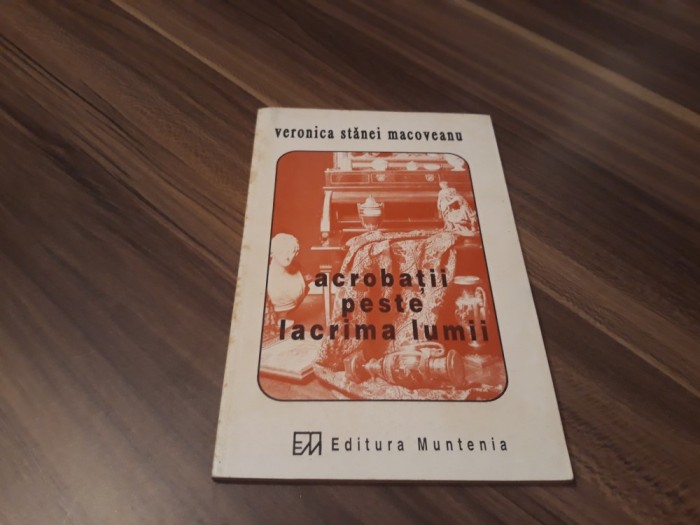 veronica stănei macoveanu
acrobații
peste
lacrima lumii
EM Editura Muntenia